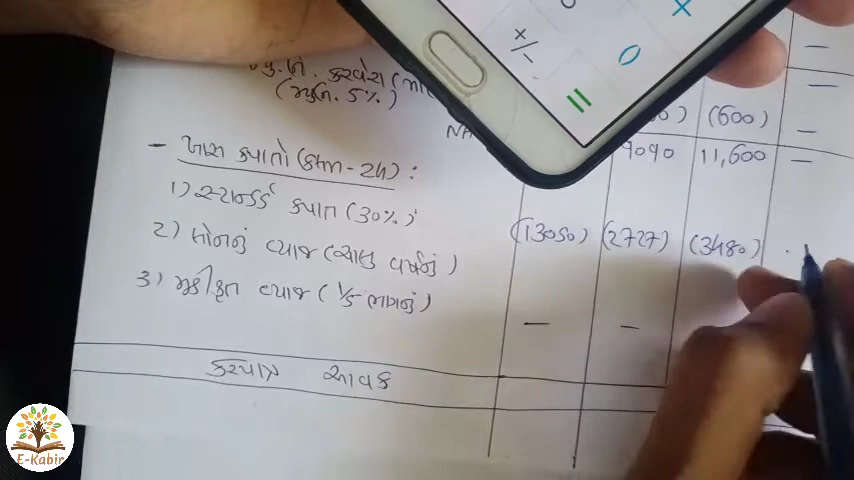 મ્યુ. ટે. કરવેરા
(મ્યુનિ. 5%)
(600)
9090 11,600 —
- ખાસ કપાતો (કલમ - 24) :
1) સ્ટાન્ડર્ડ કપાત (30%) (13050) (2727) (3480)
2) લોનનું વ્યાજ (ચાલુ વર્ષનું)
3) મુડીકૃત વ્યાજ (1/5 ભાગનું) — —
કરપાત્ર આવક
E-Kabir